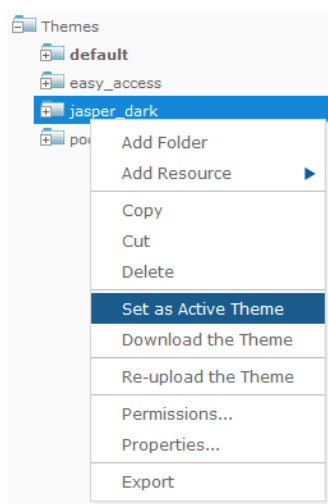 Themes
default
easy_access
jasper_dark
Add Folder
Add Resource
Copy
Cut
Delete
Set as Active Theme
Download the Theme
Re-upload the Theme
Permissions...
Properties...
Export